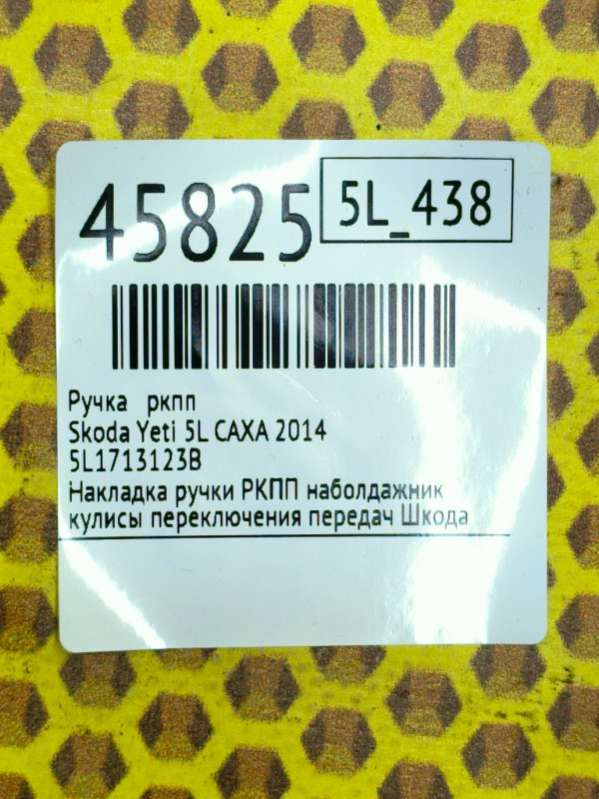 45825 5L_438
Ручка ркпп
Skoda Yeti 5L CAXA 2014
5L1713123B
Накладка ручки РКПП наболдажник
кулисы переключения передач Шкода